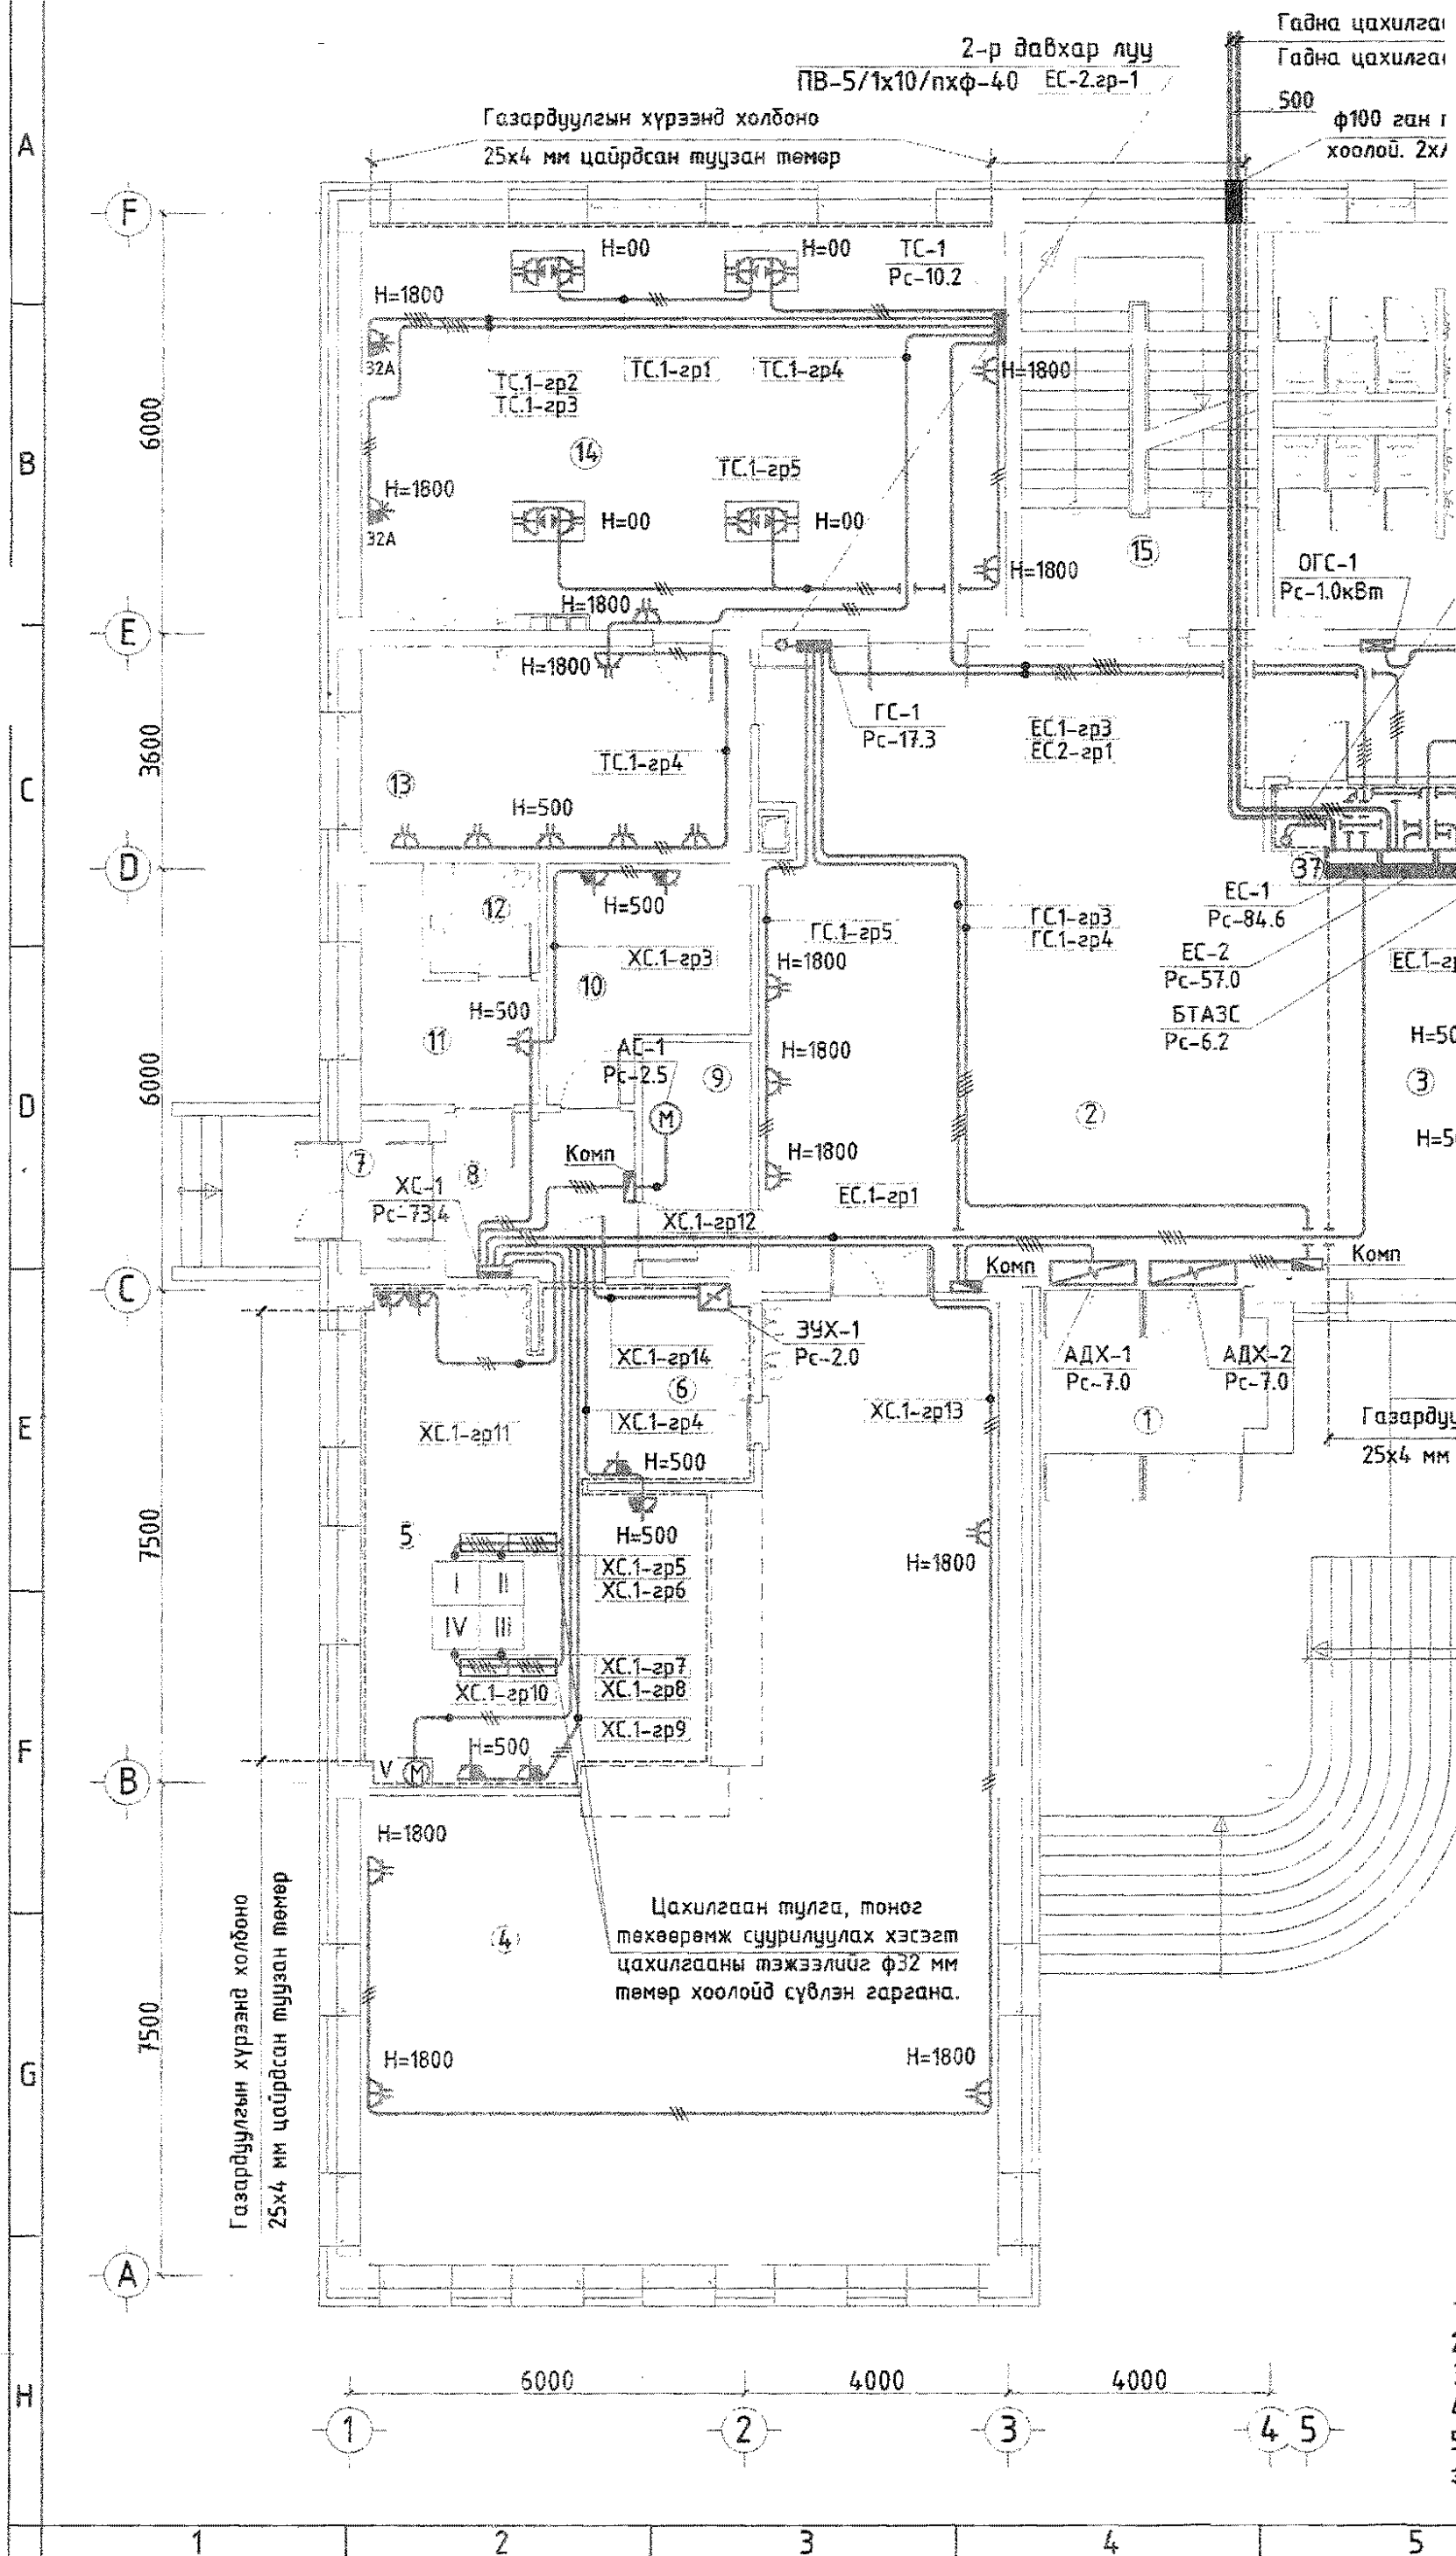 Гадна цахилга
Гадна цахилга
2-р давхар луу
ПВ-5/1x10/пхф-40 ЕС-2.гр-1
500
ф100 ган
хоолой.
Газардуулгын хүрээнд холбоно
25x4 мм цайрдсан туузан төмөр
A
F
H=00
H=00
ТС-1
Рс-10.2
H=1800
32A
ТС.1-гр2
ТС.1-гр3
ТС.1-гр1
ТС.1-гр4
H=1800
6000
B
14
ТС.1-гр5
H=1800
32A
H=00
H=00
15
H=1800
ОГС-1
Рс-1.0кВт
H=1800
E
H=1800
ГС-1
Рс-17.3
ЕС.1-гр3
ЕС.2-гр1
3600
ТС.1-гр4
C
13
H=500
D
37
12
H=500
ЕС-1
Рс-84.6
ГС.1-гр5
ГС.1-гр3
ГС.1-гр4
ХС.1-гр3
H=1800
ЕС-2
Рс-57.0
10
H=500
БТАЗС
Рс-6.2
11
АС-1
Рс-2.5
H=1800
6000
9
3
D
M
2
Комп
H=1800
7
8
ХС-1
Рс-73.4
ЕС.1-гр1
ХС.1-гр12
Комп
Комп
C
ЗУХ-1
Рс-2.0
ХС.1-гр14
АДХ-1
Рс-7.0
АДХ-2
Рс-7.0
6
ХС.1-гр4
ХС.1-гр13
1
E
ХС.1-гр11
25x4 мм
H=500
7500
5
H=500
H=1800
ХС.1-гр5
ХС.1-гр6
I II
IV III
ХС.1-гр7
ХС.1-гр8
ХС.1-гр10
ХС.1-гр9
F
H=500
V M
B
H=1800
Газардуулгын хүрээнд холбоно
25x4 мм цайрдсан туузан төмөр
4
Цахилгаан тулга, тоног
төхөөрөмж суурилуулах хэсэгт
цахилгааны тэжээлийг ф32 мм
төмөр хоолойд сүвлэн гаргана.
7500
H=1800
H=1800
G
A
6000
4000
4000
H
1
2
3
4 5
1 2 3 4 5